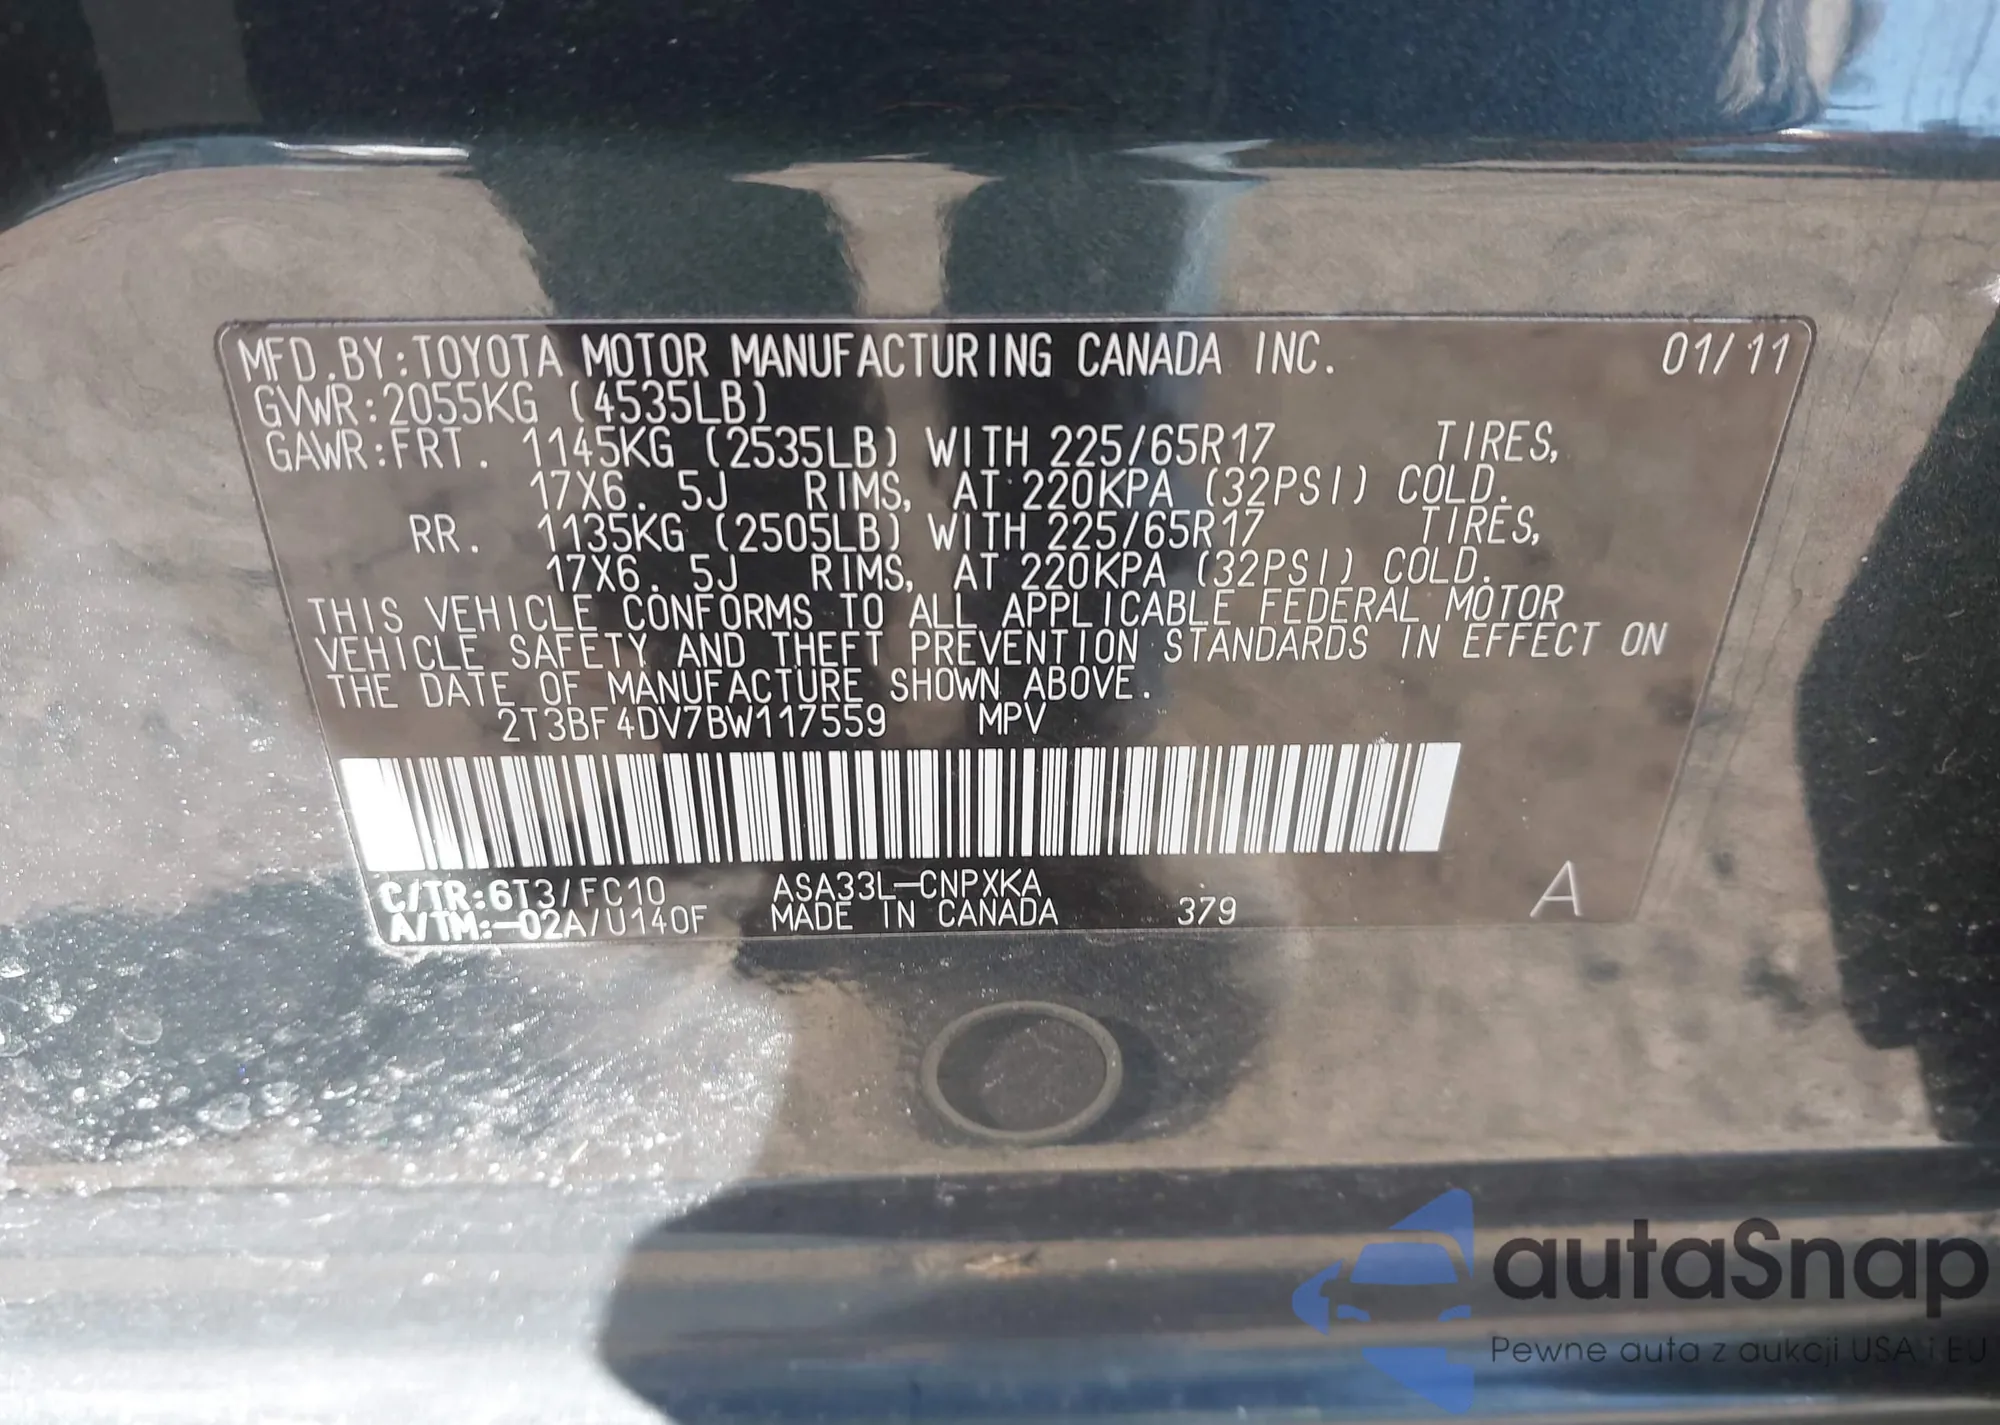 MFD.BY:TOYOTA MOTOR MANUFACTURING CANADA INC. 01/11
GVWR:2055KG (4535LB)
GAWR:FRT. 1145KG (2535LB) WITH 225/65R17 TIRES,
17X6.5J RIMS, AT 220KPA (32PSI) COLD.
RR. 1135KG (2505LB) WITH 225/65R17 TIRES,
17X6.5J RIMS, AT 220KPA (32PSI) COLD.
THIS VEHICLE CONFORMS TO ALL APPLICABLE FEDERAL MOTOR
VEHICLE SAFETY AND THEFT PREVENTION STANDARDS IN EFFECT ON
THE DATE OF MANUFACTURE SHOWN ABOVE.
2T3BF4DV7BW117559 MPV
C/TR:6T3/FC10 ASA33L-CNPXKA
A/TM:-02A/U140F MADE IN CANADA 379 A
autaSnap
Pewne auta z aukcji USA i EU